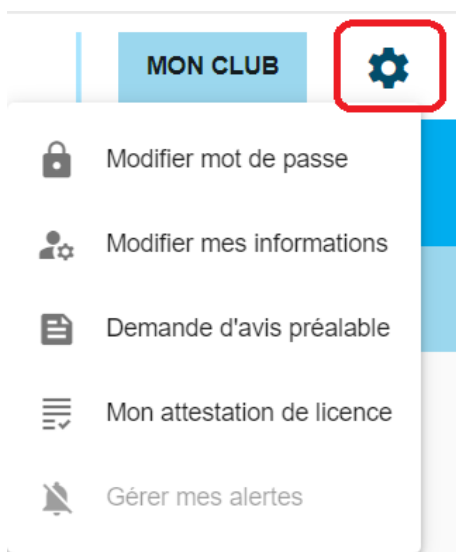 MON CLUB
Modifier mot de passe
Modifier mes informations
Demande d'avis préalable
Mon attestation de licence
Gérer mes alertes